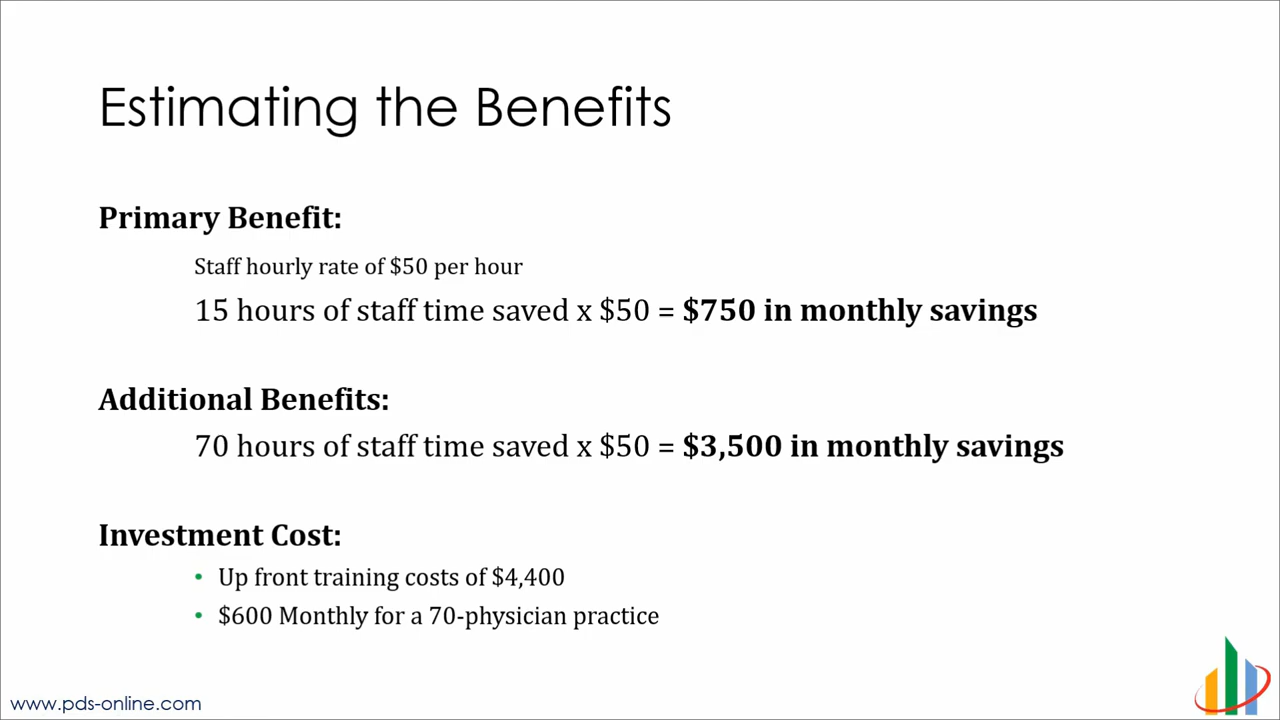 Estimating the Benefits
Primary Benefit:
Staff hourly rate of $50 per hour
15 hours of staff time saved x $50 = $750 in monthly savings
Additional Benefits:
70 hours of staff time saved x $50 = $3,500 in monthly savings
Investment Cost:
• Up front training costs of $4,400
• $600 Monthly for a 70-physician practice
www.pds-online.com